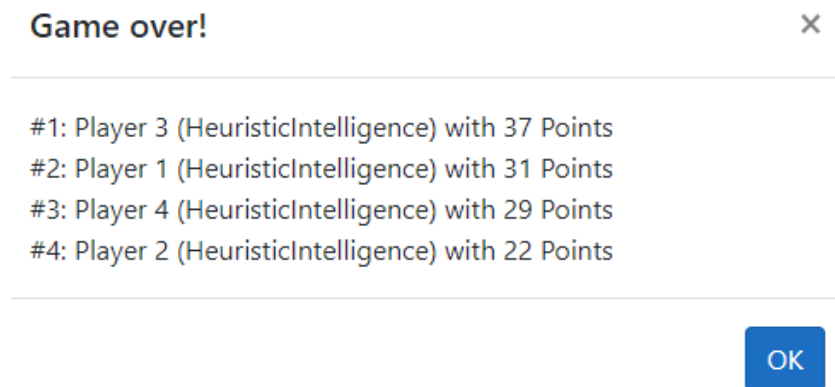 Game over!
#1: Player 3 (HeuristicIntelligence) with 37 Points
#2: Player 1 (HeuristicIntelligence) with 31 Points
#3: Player 4 (HeuristicIntelligence) with 29 Points
#4: Player 2 (HeuristicIntelligence) with 22 Points
OK